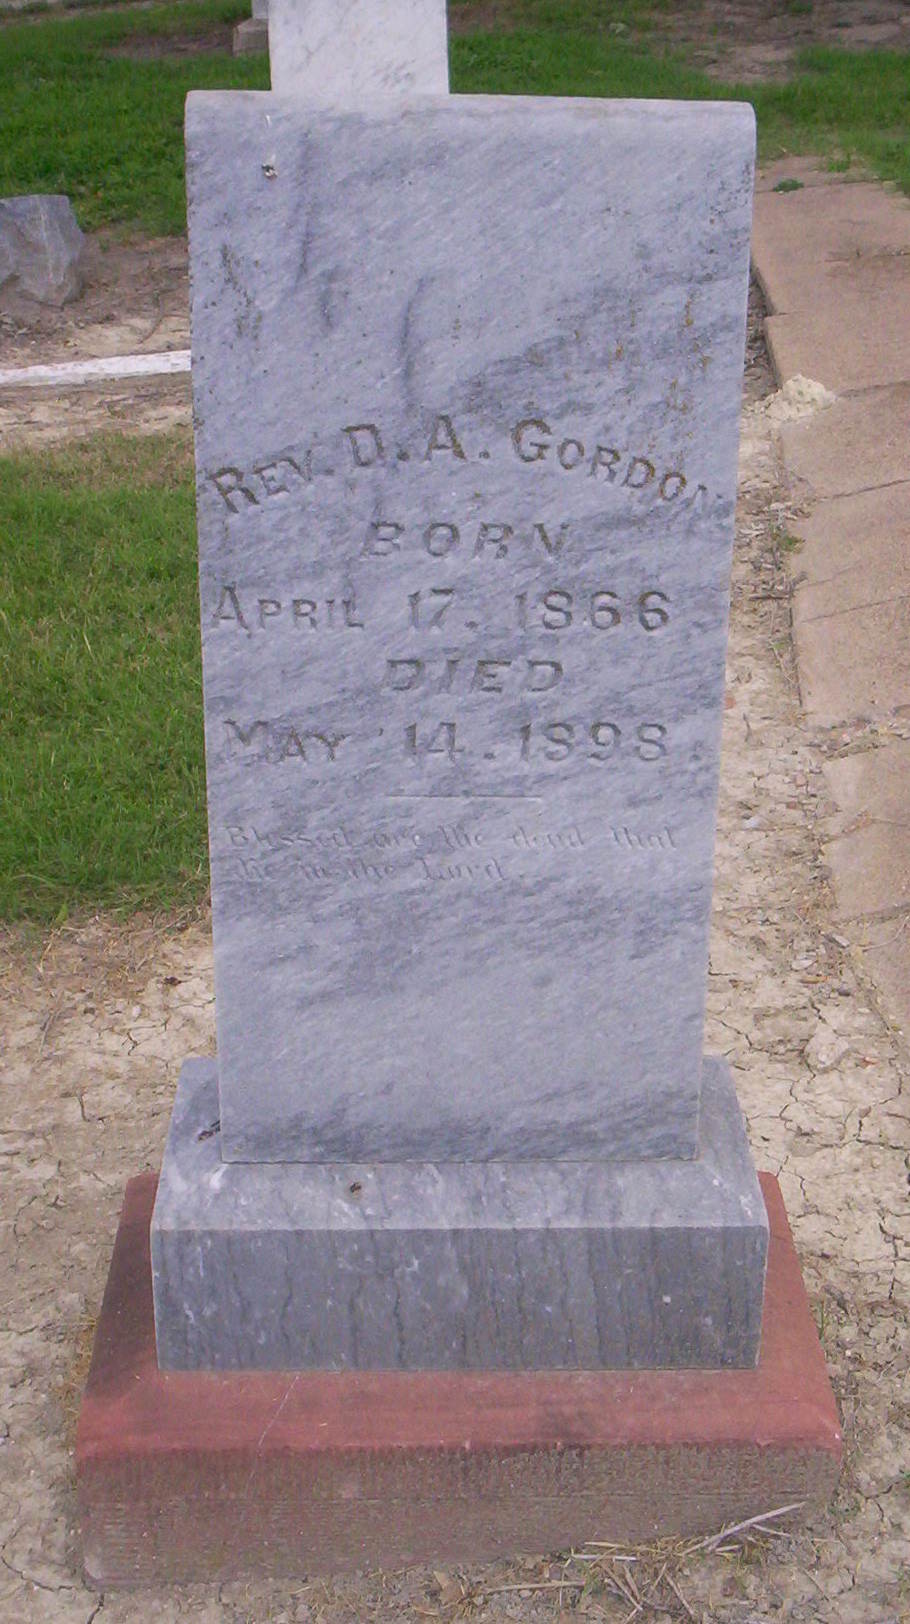 REV. D. A. GORDON
BORN
APRIL 17. 1866.
DIED
MAY 14. 1898.
Blessed are the dead that
die in the Lord.